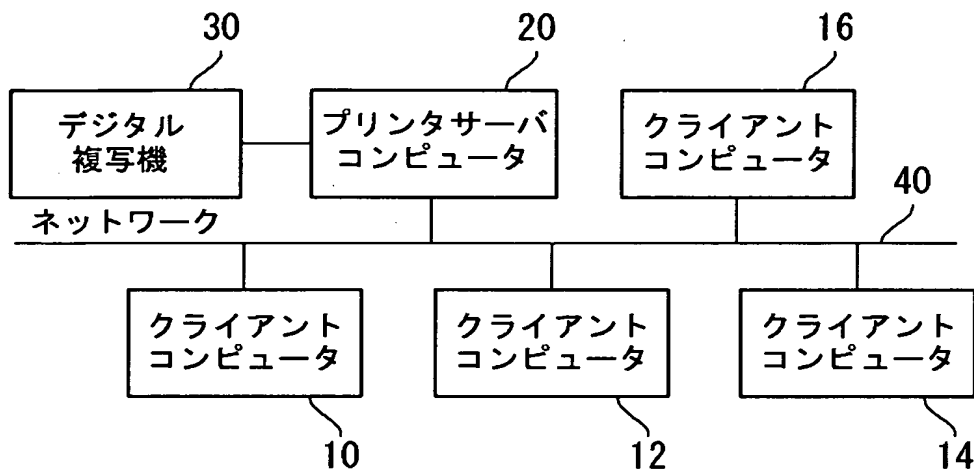 30
20
16
デジタル
複写機
プリンタサーバ
コンピュータ
クライアント
コンピュータ
40
ネットワーク
クライアント
コンピュータ
クライアント
コンピュータ
クライアント
コンピュータ
10
12
14